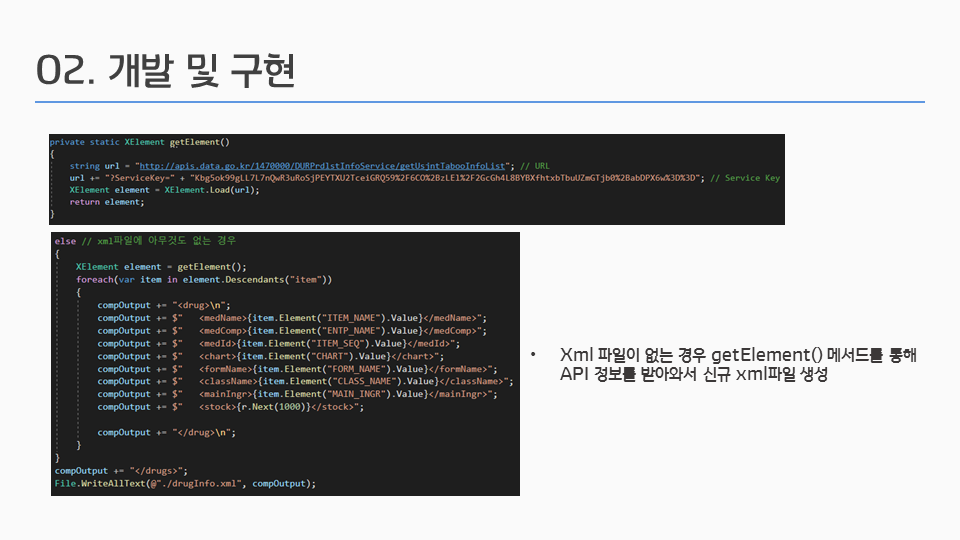 02. 개발 및 구현
private static XElement getElement()
{
string url = "http://apis.data.go.kr/1470000/DURPrdlstInfoService/getUsjntTabooInfoList"; // URL
url += "?ServiceKey=" + "Kbg5ok99gLL7L7nQwR3uRoSjPEYTXU2TceiGRQ59%2F6CO%2BzLEl%2F2GcGh4L8BYBXfhtxbTbuUZmGTjb0%2BabDPX6w%3D%3D"; // Service Key
XElement element = XElement.Load(url);
return element;
}
else // xml파일에 아무것도 없는 경우
{
XElement element = getElement();
foreach(var item in element.Descendants("item"))
{
compOutput += "<drug>\n";
compOutput += $"   <medName>{item.Element("ITEM_NAME").Value}</medName>";
compOutput += $"   <medComp>{item.Element("ENTP_NAME").Value}</medComp>";
compOutput += $"   <medId>{item.Element("ITEM_SEQ").Value}</medId>";
compOutput += $"   <chart>{item.Element("CHART").Value}</chart>";
compOutput += $"   <formName>{item.Element("FORM_NAME").Value}</formName>";
compOutput += $"   <className>{item.Element("CLASS_NAME").Value}</className>";
compOutput += $"   <mainIngr>{item.Element("MAIN_INGR").Value}</mainIngr>";
compOutput += $"   <stock>{r.Next(1000)}</stock>";
compOutput += "</drug>\n";
}
}
compOutput += "</drugs>";
File.WriteAllText(@"./drugInfo.xml", compOutput);
• Xml 파일이 없는 경우 getElement() 메서드를 통해
API 정보를 받아와서 신규 xml파일 생성